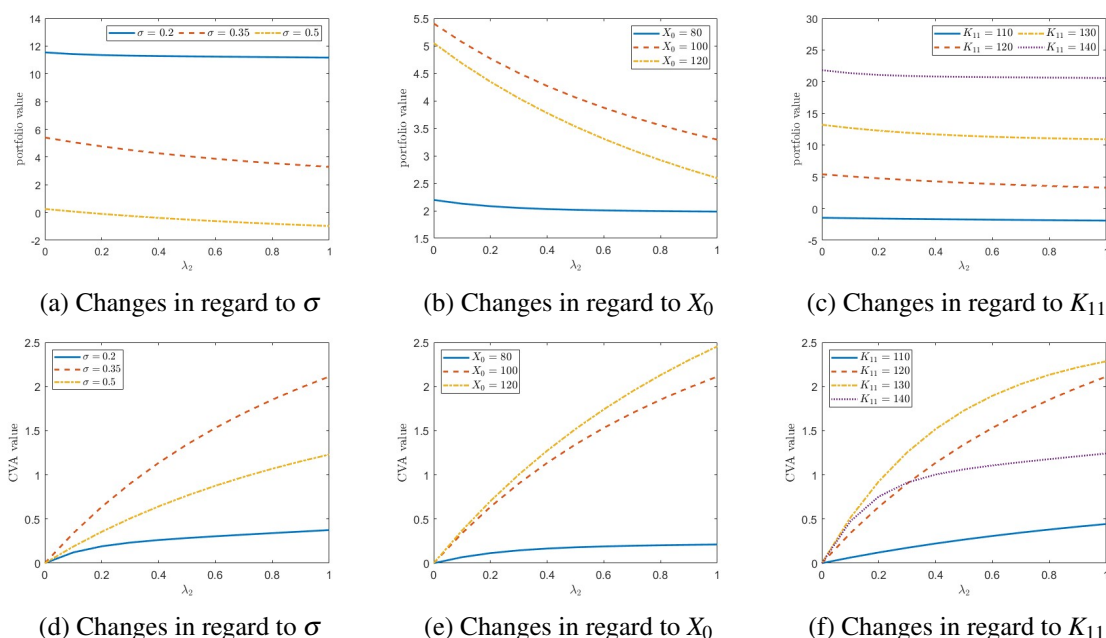 14
12
10
8
6
4
2
0
-2
portfolio value
σ = 0.2 σ = 0.35 σ = 0.5
0 0.2 0.4 0.6 0.8 1
λ₂
(a) Changes in regard to σ
5.5
5
4.5
4
3.5
3
2.5
2
1.5
portfolio value
X₀ = 80
X₀ = 100
X₀ = 120
0 0.2 0.4 0.6 0.8 1
λ₂
(b) Changes in regard to X₀
30
25
20
15
10
5
0
-5
portfolio value
K₁₁ = 110 K₁₁ = 130
K₁₁ = 120 K₁₁ = 140
0 0.2 0.4 0.6 0.8 1
λ₂
(c) Changes in regard to K₁₁
2.5
2
1.5
1
0.5
0
CVA value
σ = 0.2
σ = 0.35
σ = 0.5
0 0.2 0.4 0.6 0.8 1
λ₂
(d) Changes in regard to σ
2.5
2
1.5
1
0.5
0
CVA value
X₀ = 80
X₀ = 100
X₀ = 120
0 0.2 0.4 0.6 0.8 1
λ₂
(e) Changes in regard to X₀
2.5
2
1.5
1
0.5
0
CVA value
K₁₁ = 110
K₁₁ = 120
K₁₁ = 130
K₁₁ = 140
0 0.2 0.4 0.6 0.8 1
λ₂
(f) Changes in regard to K₁₁